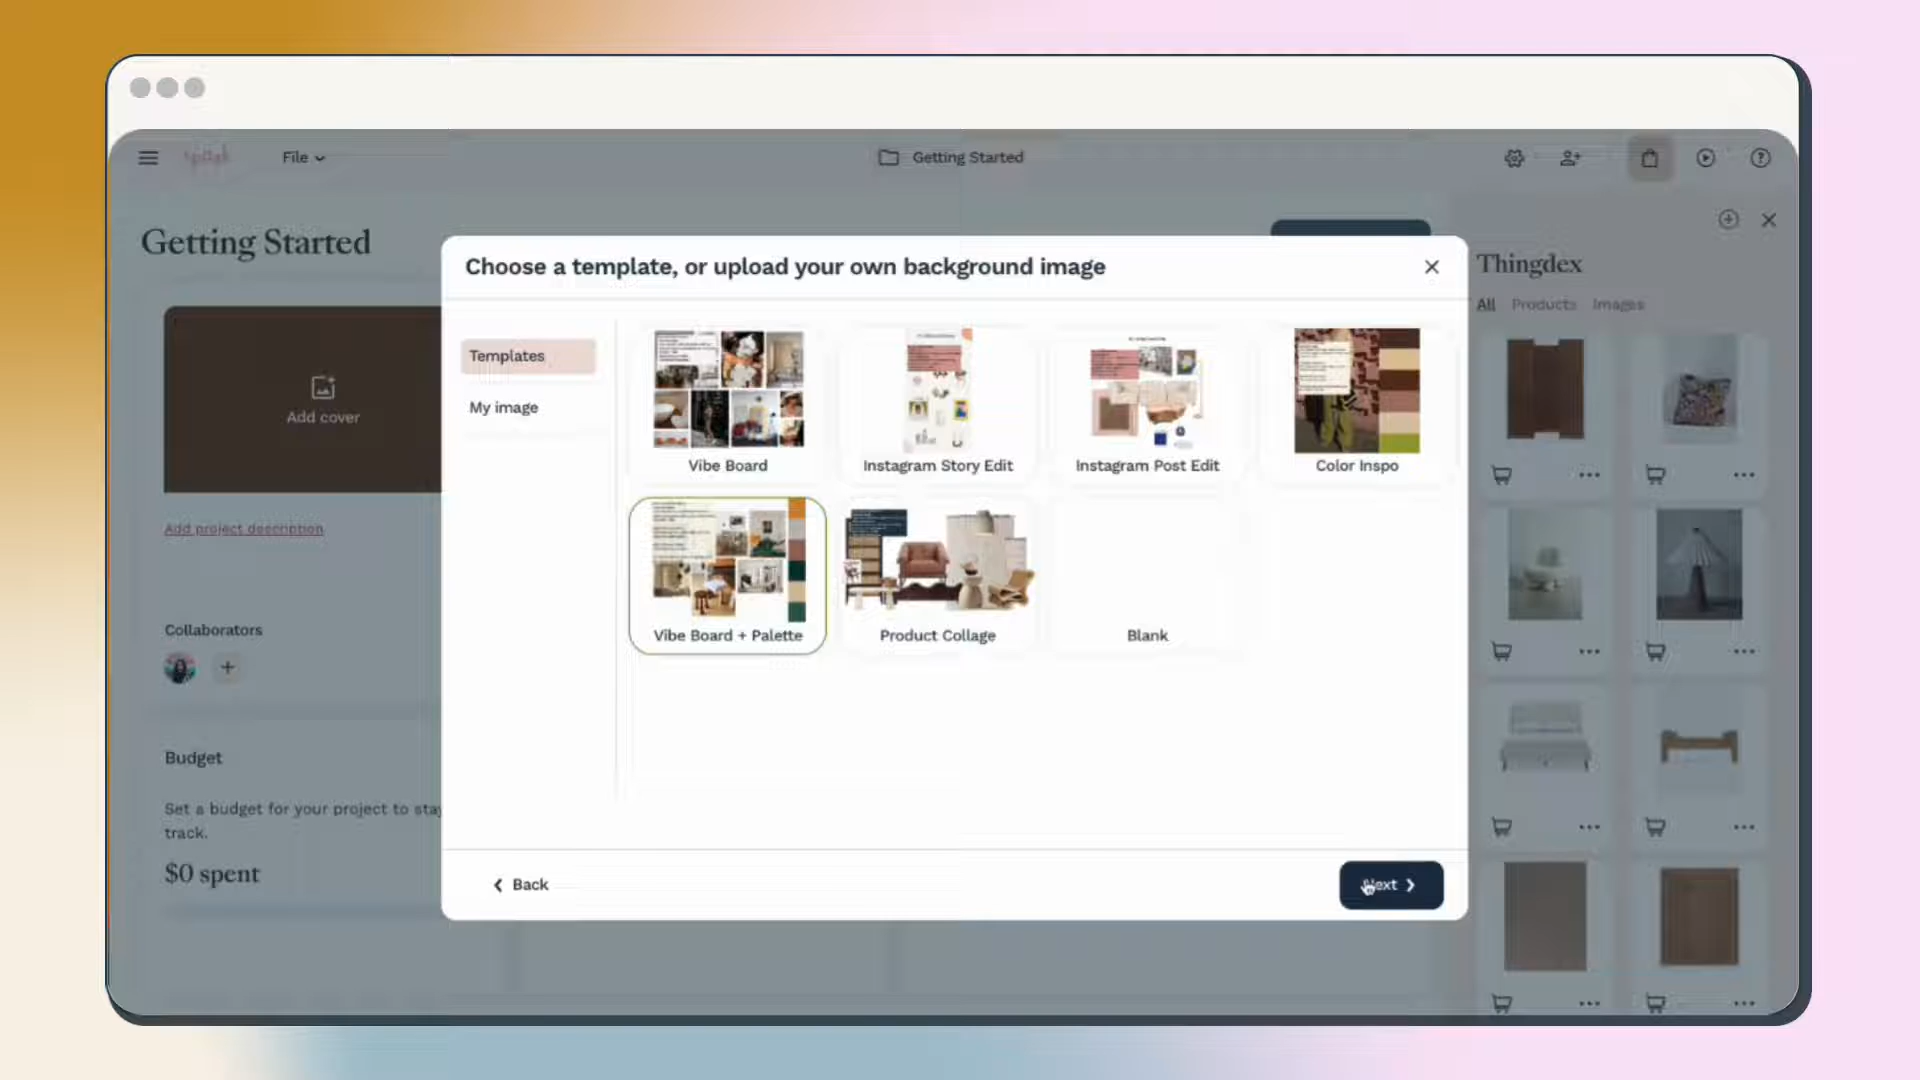 File
Getting Started
Getting Started
Choose a template, or upload your own background image
Thingdex
All Products Images
Templates
My image
Add cover
Vibe Board
Instagram Story Edit
Instagram Post Edit
Color Inspo
Add project description
Vibe Board + Palette
Product Collage
Blank
Collaborators
Budget
Set a budget for your project to stay
track.
$0 spent
Back
Next